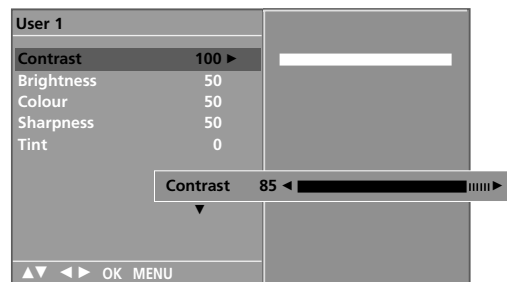 User 1
Contrast 100 ►
Brightness 50
Colour 50
Sharpness 50
Tint 0
Contrast 85 ◄ ►
▼
▲▼ ◄► OK MENU